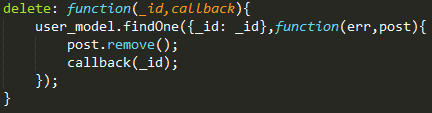 delete: function(_id,callback){
    user_model.findOne({_id: _id},function(err,post){
        post.remove();
        callback(_id);
    });
}